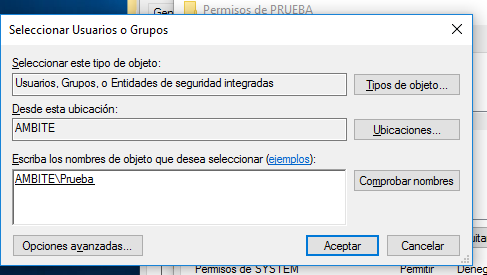 Gen
Permisos de PRUEBA
Seleccionar Usuarios o Grupos
Seleccionar este tipo de objeto:
Usuarios, Grupos, o Entidades de seguridad integradas
Tipos de objeto...
Desde esta ubicación:
AMBITE
Ubicaciones...
Escriba los nombres de objeto que desea seleccionar (ejemplos):
AMBITE\Prueba
Comprobar nombres
Opciones avanzadas...
Aceptar
Cancelar
uitar
Permisos de SYSTEM
Permitir
Deneg